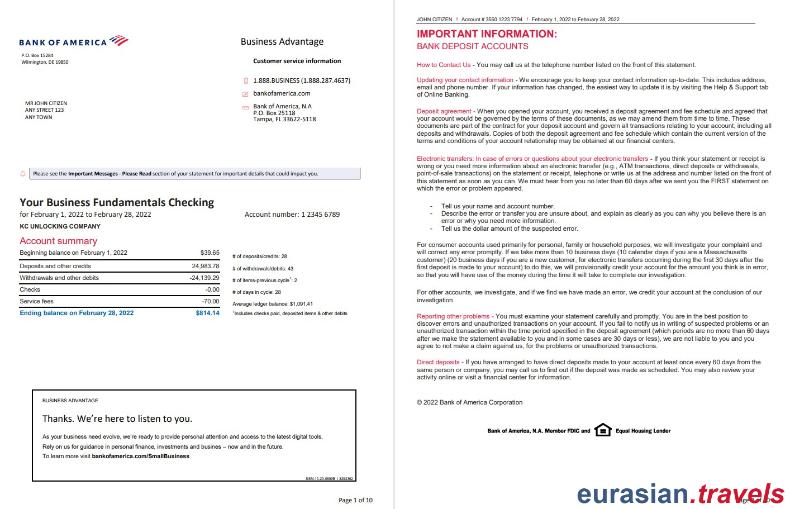 BANK OF AMERICA
P.O. Box 15284
Wilmington, DE 19850
MR JOHN CITIZEN
ANY STREET 123
ANY TOWN
Business Advantage
Customer service information
1.888.BUSINESS (1.888.287.4637)
bankofamerica.com
Bank of America, N.A
P.O. Box 25118
Tampa, FL 33622-5118
Please see the Important Messages - Please Read section of your statement for important details that could impact you.
Your Business Fundamentals Checking
for February 1, 2022 to February 28, 2022
Account number: 1 2345 6789
KC UNLOCKING COMPANY
Account summary
Beginning balance on February 1, 2022 $39.65
Deposits and other credits 24,983.78
Withdrawals and other debits -24,139.29
Checks -0.00
Service fees -70.00
Ending balance on February 28, 2022 $814.14
# of deposits/credits: 28
# of withdrawals/debits: 43
# of items-previous cycle¹: 2
# of days in cycle: 28
Average ledger balance: $1,091.41
¹Includes checks paid, deposited items & other debits
BUSINESS ADVANTAGE
Thanks. We're here to listen to you.
As your business need evolve, we're ready to provide personal attention and access to the latest digital tools.
Rely on us for guidance in personal finance, investments and business – now and in the future.
To learn more visit bankofamerica.com/SmallBusiness
Page 1 of 10
JOHN CITIZEN ! Account # 3550 1223 7794 ! February 1, 2022 to February 28, 2022
IMPORTANT INFORMATION:
BANK DEPOSIT ACCOUNTS
How to Contact Us - You may call us at the telephone number listed on the front of this statement.
Updating your contact information - We encourage you to keep your contact information up-to-date. This includes address,
email and phone number. If your information has changed, the easiest way to update it is by visiting the Help & Support tab
of Online Banking.
Deposit agreement - When you opened your account, you received a deposit agreement and fee schedule and agreed that
your account would be governed by the terms of these documents, as we may amend them from time to time. These
documents are part of the contract for your deposit account and govern all transactions relating to your account, including all
deposits and withdrawals. Copies of both the deposit agreement and fee schedule which contain the current version of the
terms and conditions of your account relationship may be obtained at our financial centers.
Electronic transfers: In case of errors or questions about your electronic transfers - If you think your statement or receipt is
wrong or you need more information about an electronic transfer (e.g., ATM transactions, direct deposits or withdrawals,
point-of-sale transactions) on the statement or receipt, telephone or write us at the address and number listed on the front of
this statement as soon as you can. We must hear from you no later than 60 days after we sent you the FIRST statement on
which the error or problem appeared.
- Tell us your name and account number.
- Describe the error or transfer you are unsure about, and explain as clearly as you can why you believe there is an
error or why you need more information.
- Tell us the dollar amount of the suspected error.
For consumer accounts used primarily for personal, family or household purposes, we will investigate your complaint and
will correct any error promptly. If we take more than 10 business days (10 calendar days if you are a Massachusetts
customer) (20 business days if you are a new customer, for electronic transfers occurring during the first 30 days after the
first deposit is made to your account) to do this, we will provisionally credit your account for the amount you think is in error,
so that you will have use of the money during the time it will take to complete our investigation.
For other accounts, we investigate, and if we find we have made an error, we credit your account at the conclusion of our
investigation.
Reporting other problems - You must examine your statement carefully and promptly. You are in the best position to
discover errors and unauthorized transactions on your account. If you fail to notify us in writing of suspected problems or an
unauthorized transaction within the time period specified in the deposit agreement (which periods are no more than 60 days
after we make the statement available to you and in some cases are 30 days or less), we are not liable to you and you
agree to not make a claim against us, for the problems or unauthorized transactions.
Direct deposits - If you have arranged to have direct deposits made to your account at least once every 60 days from the
same person or company, you may call us to find out if the deposit was made as scheduled. You may also review your
activity online or visit a financial center for information.
© 2022 Bank of America Corporation
Bank of America, N.A. Member FDIC and Equal Housing Lender
eurasian.travels